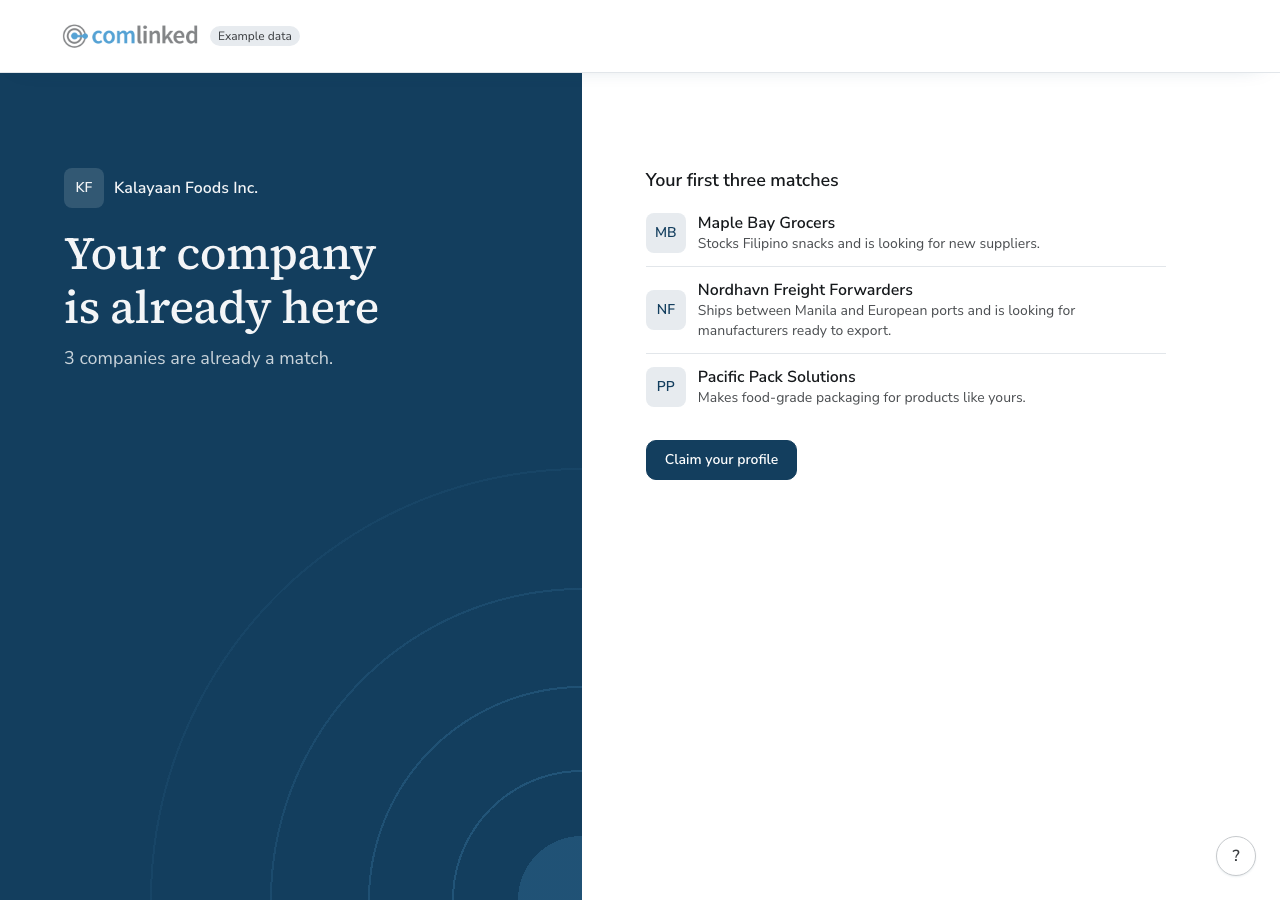 comlinked
Example data
KF
Kalayaan Foods Inc.
Your company
is already here
3 companies are already a match.
Your first three matches
MB
Maple Bay Grocers
Stocks Filipino snacks and is looking for new suppliers.
NF
Nordhavn Freight Forwarders
Ships between Manila and European ports and is looking for
manufacturers ready to export.
PP
Pacific Pack Solutions
Makes food-grade packaging for products like yours.
Claim your profile
?